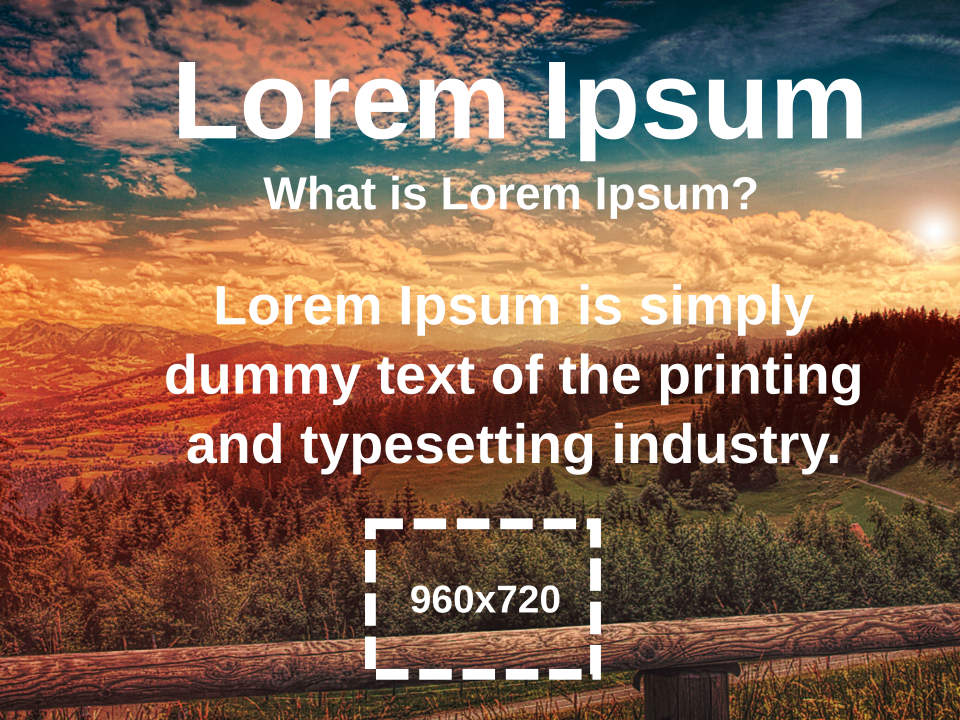 Lorem Ipsum
What is Lorem Ipsum?
Lorem Ipsum is simply
dummy text of the printing
and typesetting industry.
960x720